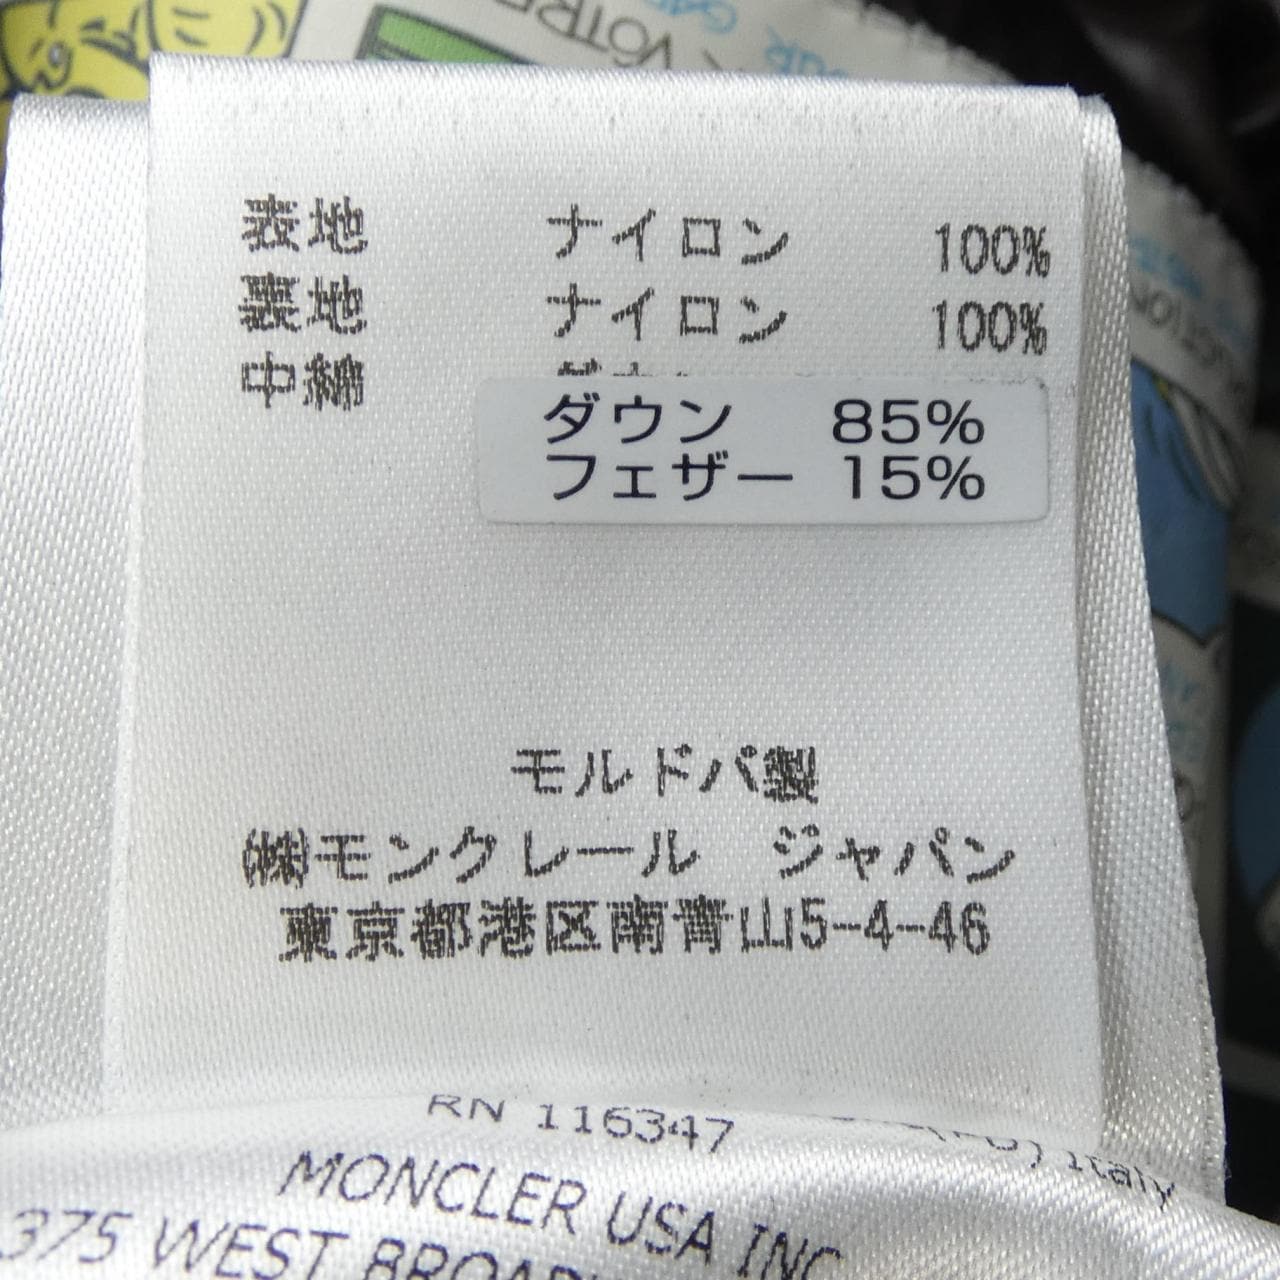 VOTRE
表地 ナイロン 100%
裏地 ナイロン 100%
中綿
ダウン 85%
フェザー 15%
モルドバ製
㈱モンクレール ジャパン
東京都港区南青山5-4-46
RN 116347
Italy
MONCLER USA INC
375 WEST